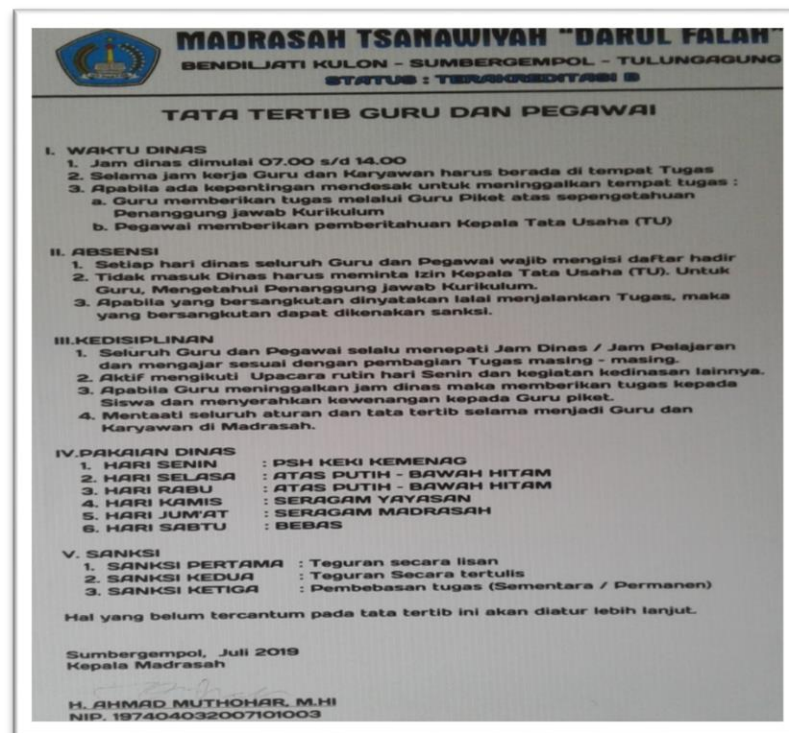 MADRASAH TSANAWIYAH "DARUL FALAH"
BENDILJATI KULON - SUMBERGEMPOL - TULUNGAGUNG
STATUS : TERAKREDITASI B
TATA TERTIB GURU DAN PEGAWAI
I. WAKTU DINAS
1. Jam dinas dimulai 07.00 s/d 14.00
2. Selama jam kerja Guru dan Karyawan harus berada di tempat Tugas
3. Apabila ada kepentingan mendesak untuk meninggalkan tempat tugas :
a. Guru memberikan tugas melalui Guru Piket atas sepengetahuan
Penanggung jawab Kurikulum
b. Pegawai memberikan pemberitahuan Kepala Tata Usaha (TU)
II. ABSENSI
1. Setiap hari dinas seluruh Guru dan Pegawai wajib mengisi daftar hadir
2. Tidak masuk Dinas harus meminta Izin Kepala Tata Usaha (TU). Untuk
Guru, Mengetahui Penanggung jawab Kurikulum.
3. Apabila yang bersangkutan dinyatakan lalai menjalankan Tugas, maka
yang bersangkutan dapat dikenakan sanksi.
III.KEDISIPLINAN
1. Seluruh Guru dan Pegawai selalu menepati Jam Dinas / Jam Pelajaran
dan mengajar sesuai dengan pembagian Tugas masing - masing.
2. Aktif mengikuti Upacara rutin hari Senin dan kegiatan kedinasan lainnya.
3. Apabila Guru meninggalkan jam dinas maka memberikan tugas kepada
Siswa dan menyerahkan kewenangan kepada Guru piket.
4. Mentaati seluruh aturan dan tata tertib selama menjadi Guru dan
Karyawan di Madrasah.
IV.PAKAIAN DINAS
1. HARI SENIN : PSH KEKI KEMENAG
2. HARI SELASA : ATAS PUTIH - BAWAH HITAM
3. HARI RABU : ATAS PUTIH - BAWAH HITAM
4. HARI KAMIS : SERAGAM YAYASAN
5. HARI JUM'AT : SERAGAM MADRASAH
6. HARI SABTU : BEBAS
V. SANKSI
1. SANKSI PERTAMA : Teguran secara lisan
2. SANKSI KEDUA : Teguran Secara tertulis
3. SANKSI KETIGA : Pembebasan tugas (Sementara / Permanen)
Hal yang belum tercantum pada tata tertib ini akan diatur lebih lanjut.
Sumbergempol, Juli 2019
Kepala Madrasah
H. AHMAD MUTHOHAR, M.HI
NIP. 197404032007101003